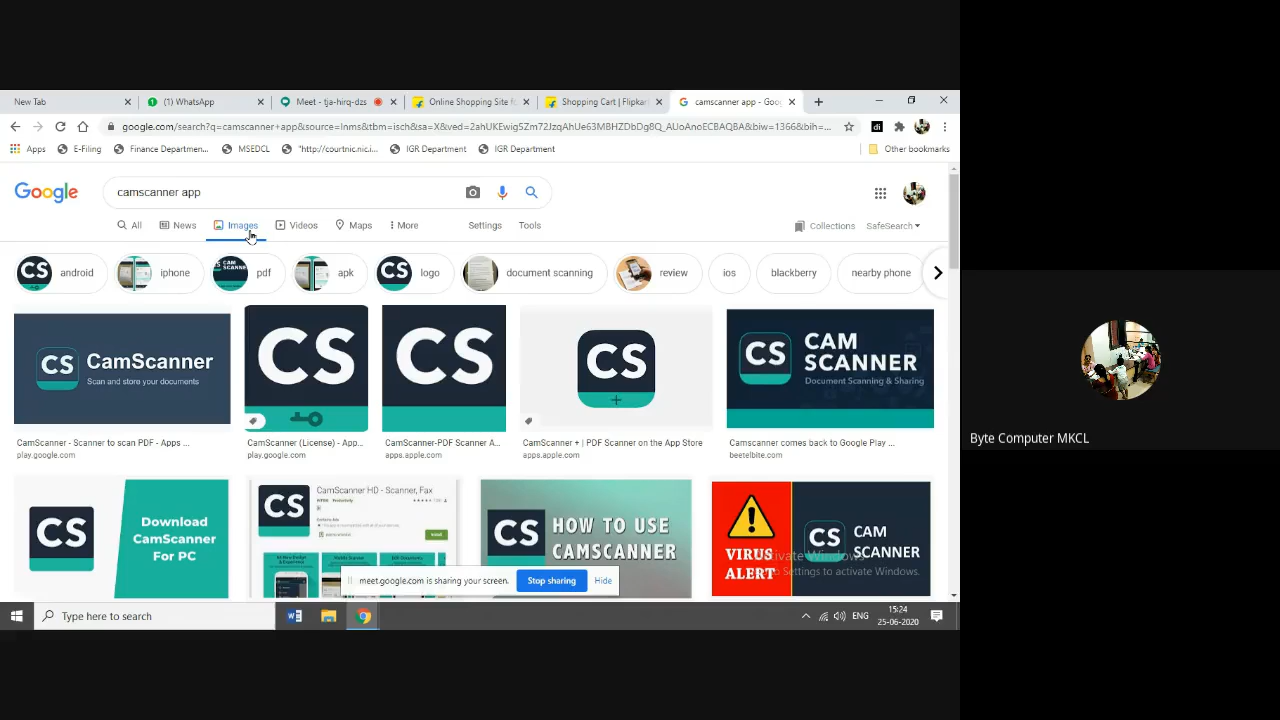 New Tab
(1) WhatsApp
Meet - tja-hirq-dzs
Online Shopping Site fo
Shopping Cart | Flipkar
camscanner app - Goo
google.com/search?q=camscanner+app&source=lnms&tbm=isch&sa=X&ved=2ahUKEwig5Zm72JzqAhUe63MBHZDbDg8Q_AUoAnoECBAQBA&biw=1366&bih=...
Apps
E-Filing
Finance Departmen...
MSEDCL
"http://courtnic.nic.i...
IGR Department
IGR Department
Other bookmarks
Google
camscanner app
All
News
Images
Videos
Maps
More
Settings
Tools
Collections
SafeSearch
android
iphone
pdf
apk
logo
document scanning
review
ios
blackberry
nearby phone
CS CamScanner
Scan and store your documents
CS
CS
CS
CS CAM
SCANNER
Document Scanning & Sharing
CamScanner - Scanner to scan PDF - Apps ...
play.google.com
CamScanner (License) - App...
play.google.com
CamScanner-PDF Scanner A...
apps.apple.com
CamScanner + | PDF Scanner on the App Store
apps.apple.com
Camscanner comes back to Google Play ...
beetelbite.com
CS
Download
CamScanner
For PC
CS
CamScanner HD - Scanner, Fax
CS
HOW TO USE
CAMSCANNER
VIRUS
ALERT
CS CAM
SCANNER
Activate Windows
Settings to activate Windows.
meet.google.com is sharing your screen.
Stop sharing
Hide
Type here to search
ENG
15:24
25-06-2020
Byte Computer MKCL